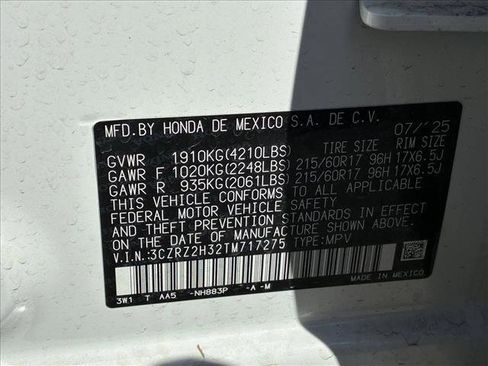 MFD.BY HONDA DE MEXICO S.A. DE C.V. 07/'25
TIRE SIZE RIM SIZE
GVWR 1910KG(4210LBS)
GAWR F 1020KG(2248LBS) 215/60R17 96H 17X6.5J
GAWR R 935KG(2061LBS) 215/60R17 96H 17X6.5J
THIS VEHICLE CONFORMS TO ALL APPLICABLE
FEDERAL MOTOR VEHICLE SAFETY
AND THEFT PREVENTION STANDARDS IN EFFECT
ON THE DATE OF MANUFACTURE SHOWN ABOVE.
V.I.N.:3CZRZ2H32TM717275 TYPE:MPV
3W1 T AA5 -NH883P -A -M MADE IN MEXICO